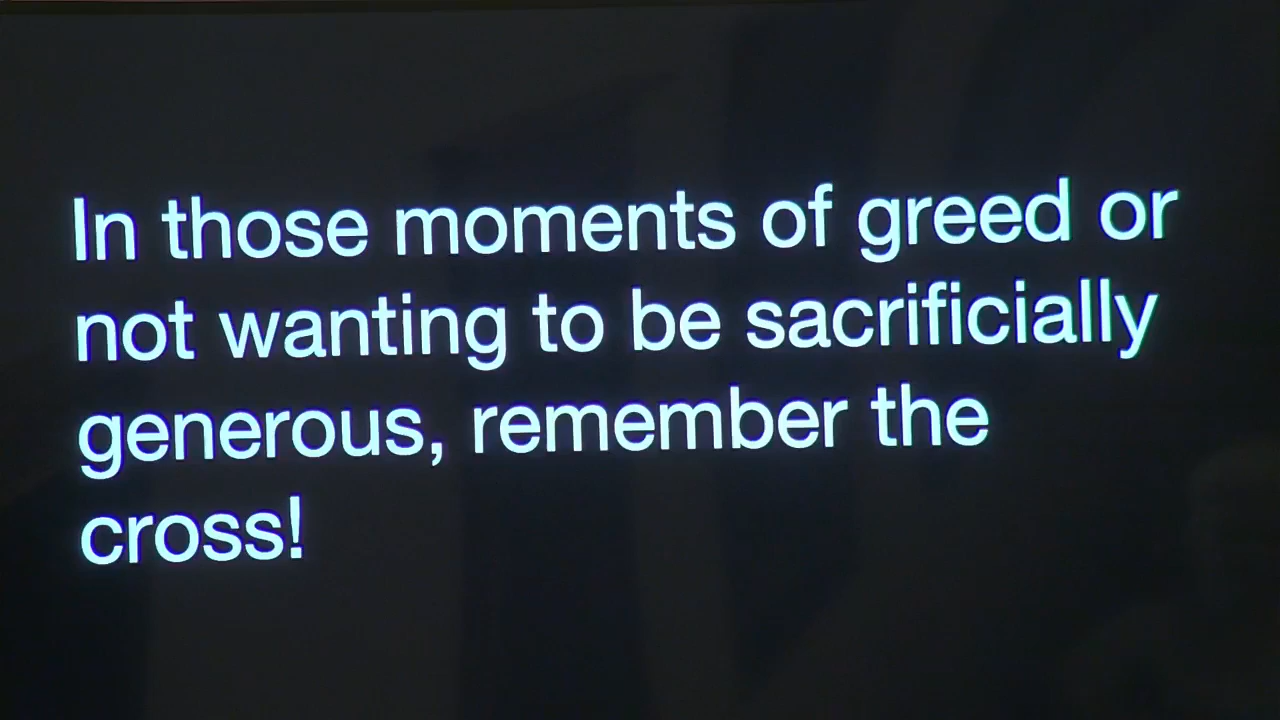 In those moments of greed or
not wanting to be sacrificially
generous, remember the
cross!